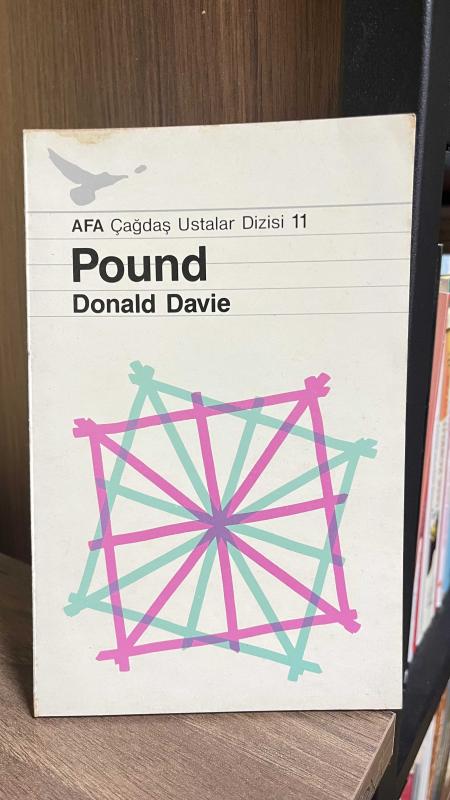 AFA Çağdaş Ustalar Dizisi 11
Pound
Donald Davie